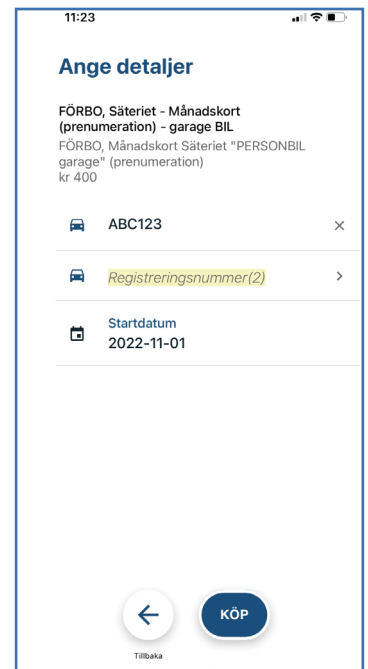 11:23
Ange detaljer
FÖRBO, Säteriet - Månadskort
(prenumeration) - garage BIL
FÖRBO, Månadskort Säteriet "PERSONBIL
garage" (prenumeration)
kr 400
ABC123
Registreringsnummer(2)
Startdatum
2022-11-01
KÖP
Tillbaka